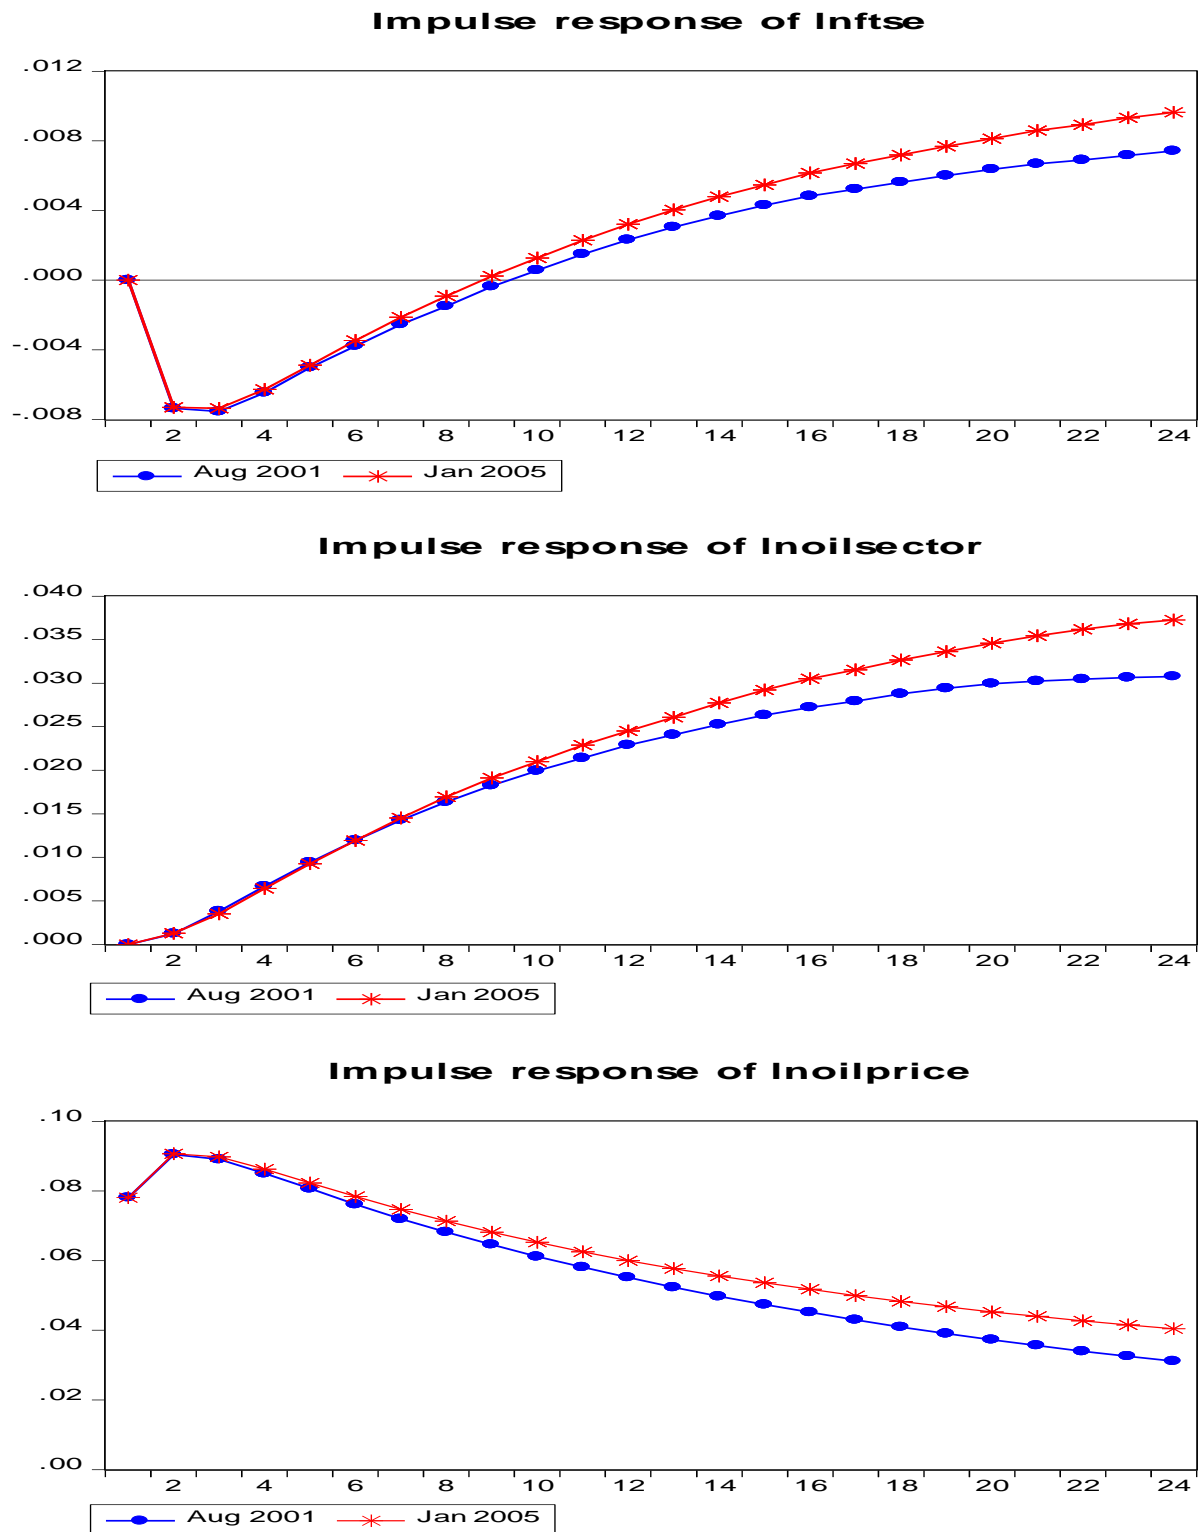 Impulse response of lnftse
.012
.008
.004
.000
-.004
-.008
2 4 6 8 10 12 14 16 18 20 22 24
Aug 2001 Jan 2005
Impulse response of lnoilsector
.040
.035
.030
.025
.020
.015
.010
.005
.000
2 4 6 8 10 12 14 16 18 20 22 24
Aug 2001 Jan 2005
Impulse response of lnoilprice
.10
.08
.06
.04
.02
.00
2 4 6 8 10 12 14 16 18 20 22 24
Aug 2001 Jan 2005